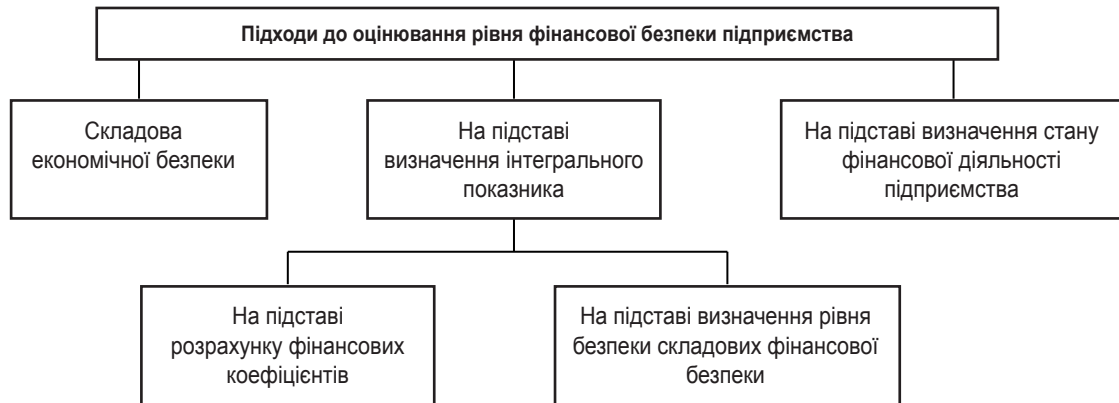 Підходи до оцінювання рівня фінансової безпеки підприємства
Складова
економічної безпеки
На підставі
визначення інтегрального
показника
На підставі визначення стану
фінансової діяльності
підприємства
На підставі
розрахунку фінансових
коефіцієнтів
На підставі визначення рівня
безпеки складових фінансової
безпеки